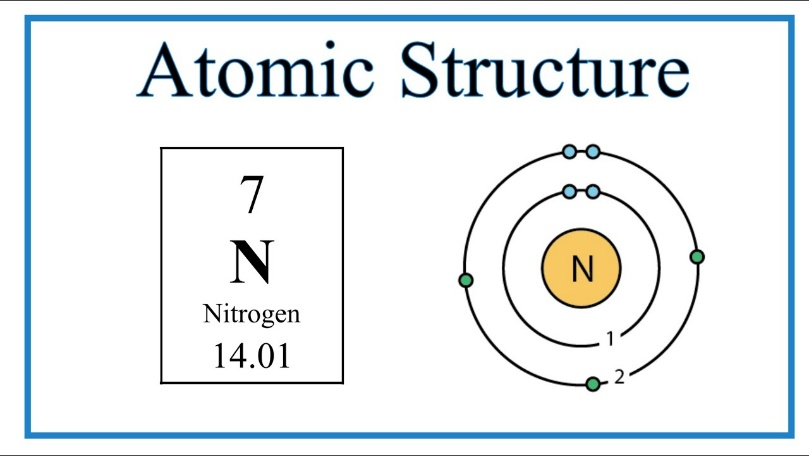 Atomic Structure
7
N
Nitrogen
14.01
N
1
2